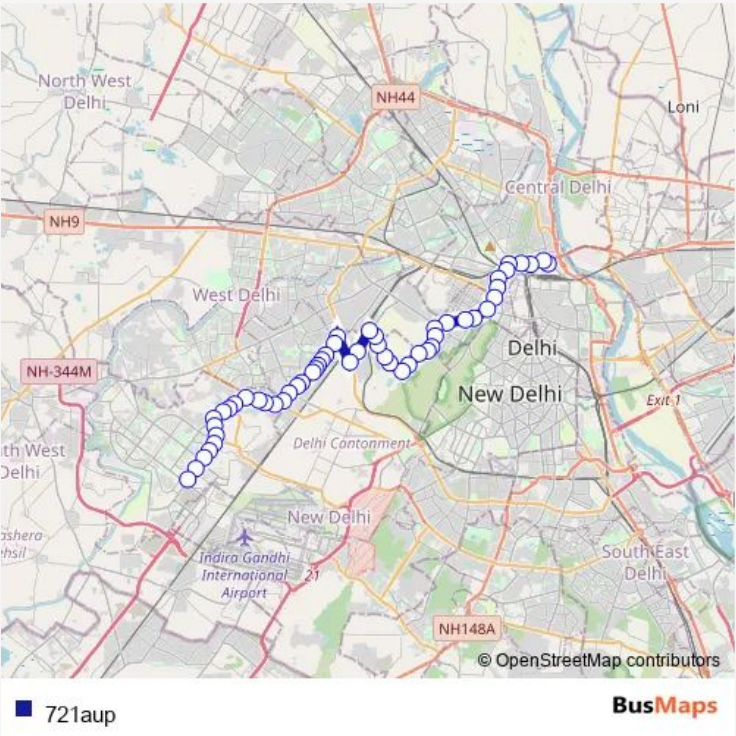 North West
Delhi
NH44
Loni
Central Delhi
NH9
West Delhi
NH-344M
Delhi
New Delhi
Exit 1
Delhi Cantonment
th West
Delhi
New Delhi
ashera
ehsil
Indira Gandhi
International
Airport
21
South East
Delhi
NH148A
© OpenStreetMap contributors
721aup
BusMaps